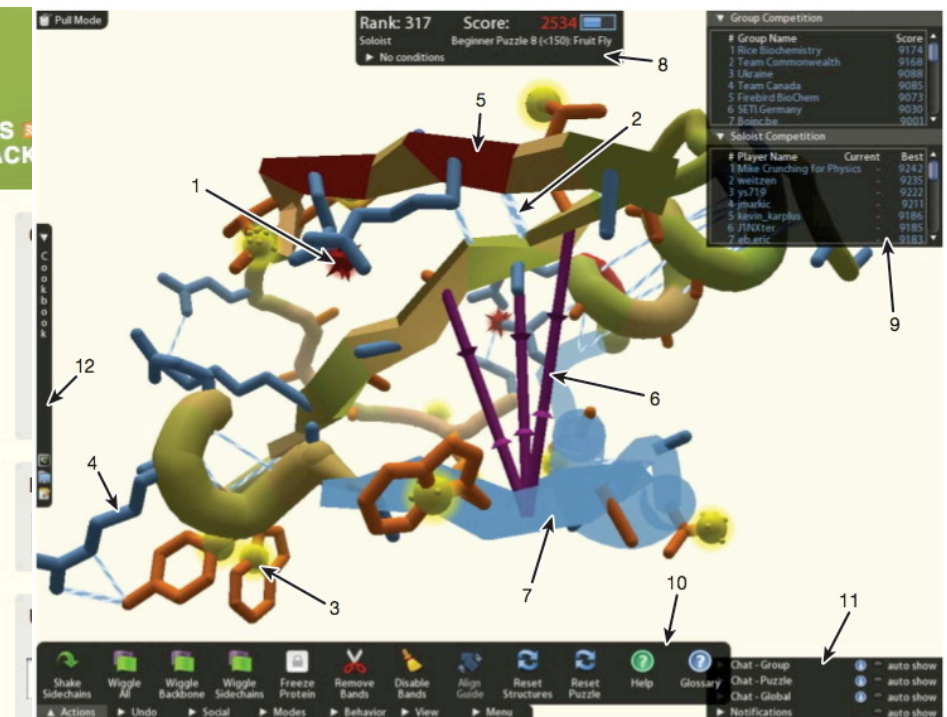 Pull Mode
Rank: 317 Score: 2534
Soloist Beginner Puzzle 8 (<150): Fruit Fly
▶ No conditions
8
▼ Group Competition
# Group Name Score
1 Rice Biochemistry 9174
2 Team Commonwealth 9168
3 Ukraine 9088
4 Team Canada 9085
5 Firebird BioChem 9073
6 SETI.Germany 9030
7 Boinc.be 9001
▼ Soloist Competition
# Player Name Current Best
1 Mike Crunching for Physics - 9242
2 weitzen - 9235
3 ys719 - 9222
4 jmarkic - 9211
5 kevin_karplus - 9186
6 J1NXter - 9185
7 eb.eric - 9183
9
S
ACK
5
2
1
Cookbook
12
6
4
3
7
10
11
Shake Sidechains
Wiggle All
Wiggle Backbone
Wiggle Sidechains
Freeze Protein
Remove Bands
Disable Bands
Align Guide
Reset Structures
Reset Puzzle
Help
Glossary
▲ Actions ▶ Undo ▶ Social ▶ Modes ▶ Behavior ▶ View ▶ Menu
Chat - Group auto show
Chat - Puzzle auto show
Chat - Global auto show
Notifications auto show